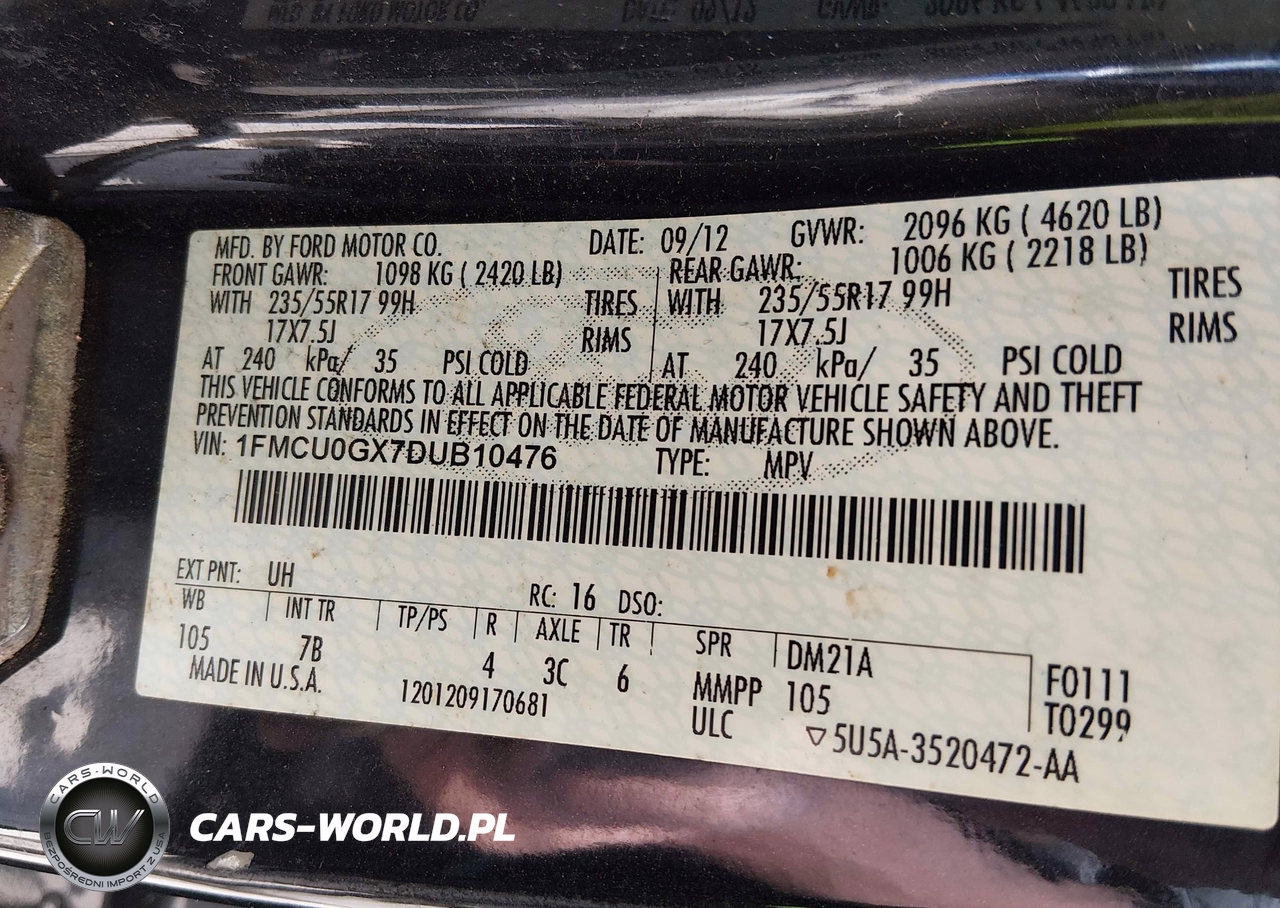 MFD. BY FORD MOTOR CO. DATE: 09/12 GVWR: 2096 KG ( 4620 LB)
FRONT GAWR: 1098 KG ( 2420 LB) REAR GAWR: 1006 KG ( 2218 LB)
WITH 235/55R17 99H TIRES WITH 235/55R17 99H TIRES
17X7.5J RIMS 17X7.5J RIMS
AT 240 kPa/ 35 PSI COLD AT 240 kPa/ 35 PSI COLD
THIS VEHICLE CONFORMS TO ALL APPLICABLE FEDERAL MOTOR VEHICLE SAFETY AND THEFT
PREVENTION STANDARDS IN EFFECT ON THE DATE OF MANUFACTURE SHOWN ABOVE.
VIN: 1FMCU0GX7DUB10476 TYPE: MPV
EXT PNT: UH RC: 16 DSO:
WB INT TR TP/PS R AXLE TR SPR DM21A
105 7B 4 3C 6 MMPP 105 F0111
MADE IN U.S.A. 1201209170681 ULC T0299
▽5U5A-3520472-AA
CARS-WORLD
CW
BEZPOŚREDNI IMPORT Z USA
CARS-WORLD.PL